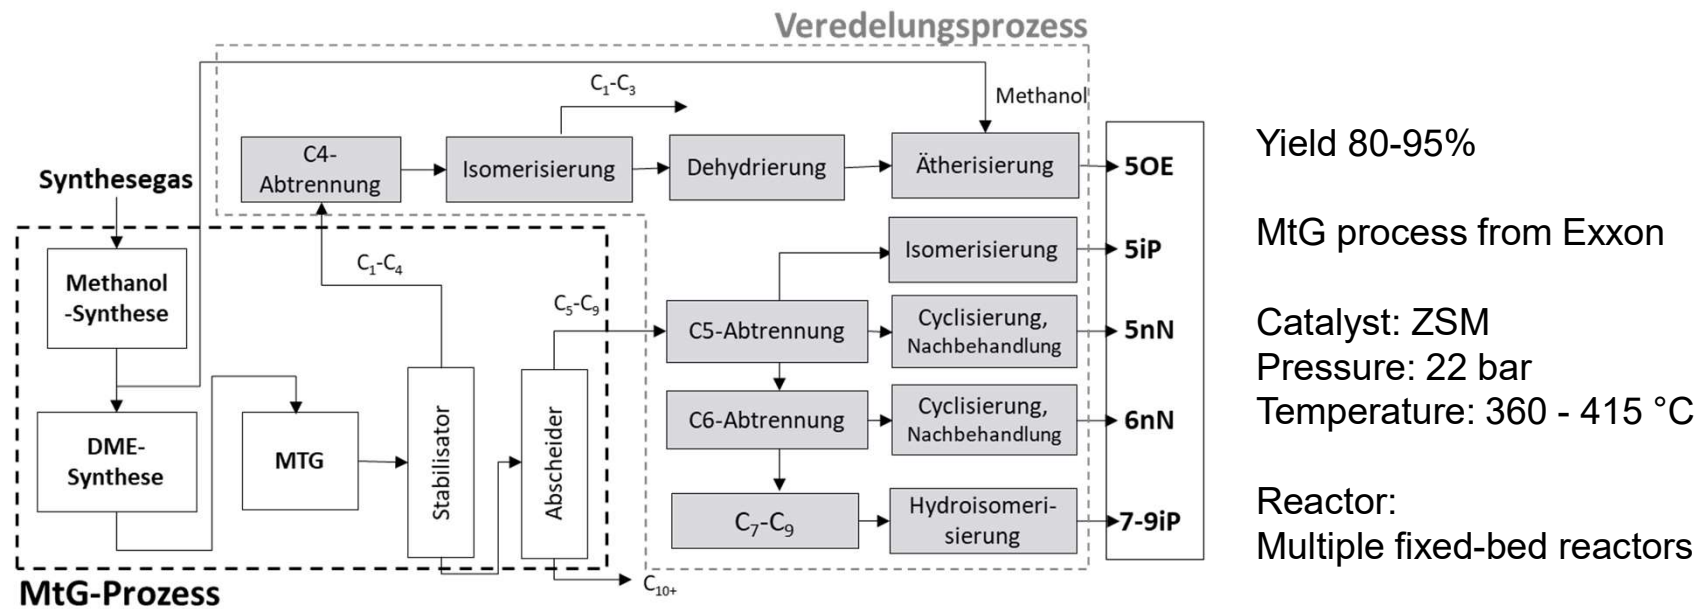 Veredelungsprozess
C₁-C₃
Methanol
C4-
Abtrennung
Isomerisierung
Dehydrierung
Ätherisierung
5OE
Synthesegas
Isomerisierung
5iP
Methanol
-Synthese
C₁-C₄
C₅-C₉
C5-Abtrennung
Cyclisierung,
Nachbehandlung
5nN
DME-
Synthese
MTG
Stabilisator
Abscheider
C6-Abtrennung
Cyclisierung,
Nachbehandlung
6nN
C₇-C₉
Hydroisomeri-
sierung
7-9iP
C₁₀₊
MtG-Prozess
Yield 80-95%
MtG process from Exxon
Catalyst: ZSM
Pressure: 22 bar
Temperature: 360 - 415 °C
Reactor:
Multiple fixed-bed reactors